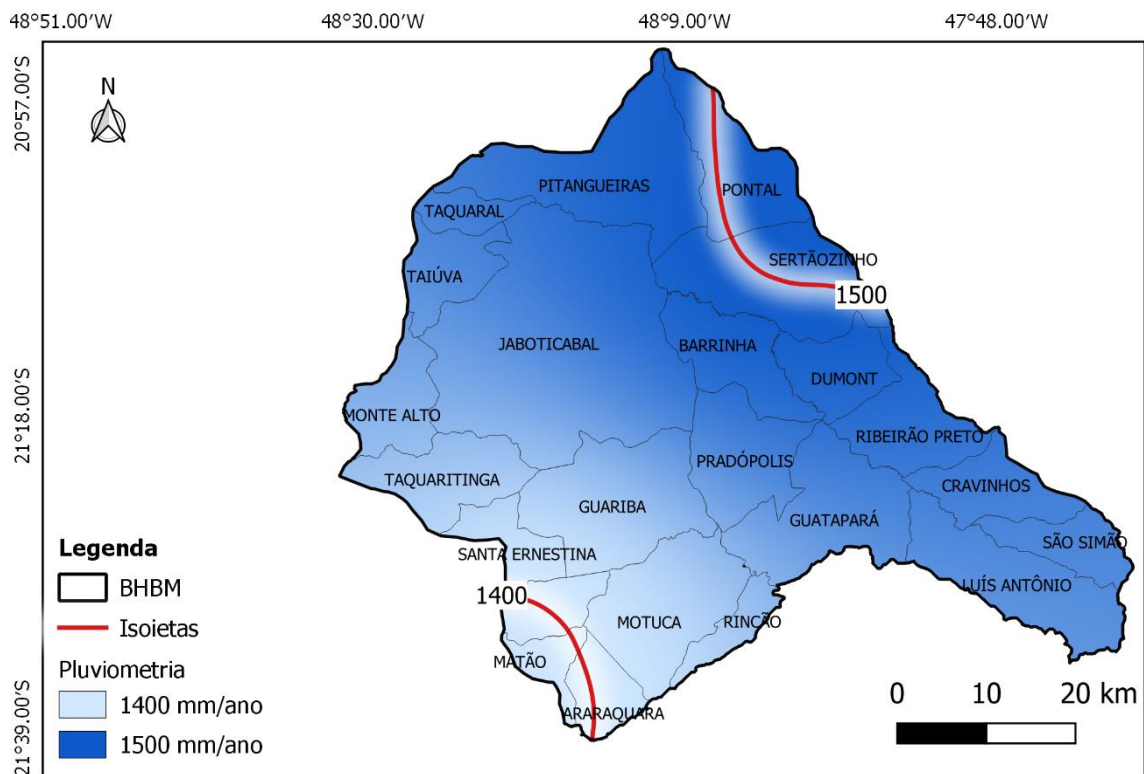 48°51.00'W
48°30.00'W
48°9.00'W
47°48.00'W
20°57.00'S
21°18.00'S
21°39.00'S
N
PITANGUEIRAS
PONTAL
TAQUARAL
SERTÃOZINHO
TAIÚVA
1500
JABOTICABAL
BARRINHA
DUMONT
MONTE ALTO
RIBEIRÃO PRETO
PRADÓPOLIS
TAQUARITINGA
CRAVINHOS
GUARIBA
GUATAPARÁ
SÃO SIMÃO
SANTA ERNESTINA
LUÍS ANTÔNIO
1400
MOTUCA
RINCÃO
MATÃO
ARARAQUARA
Legenda
BHBM
Isoietas
Pluviometria
1400 mm/ano
1500 mm/ano
0 10 20 km